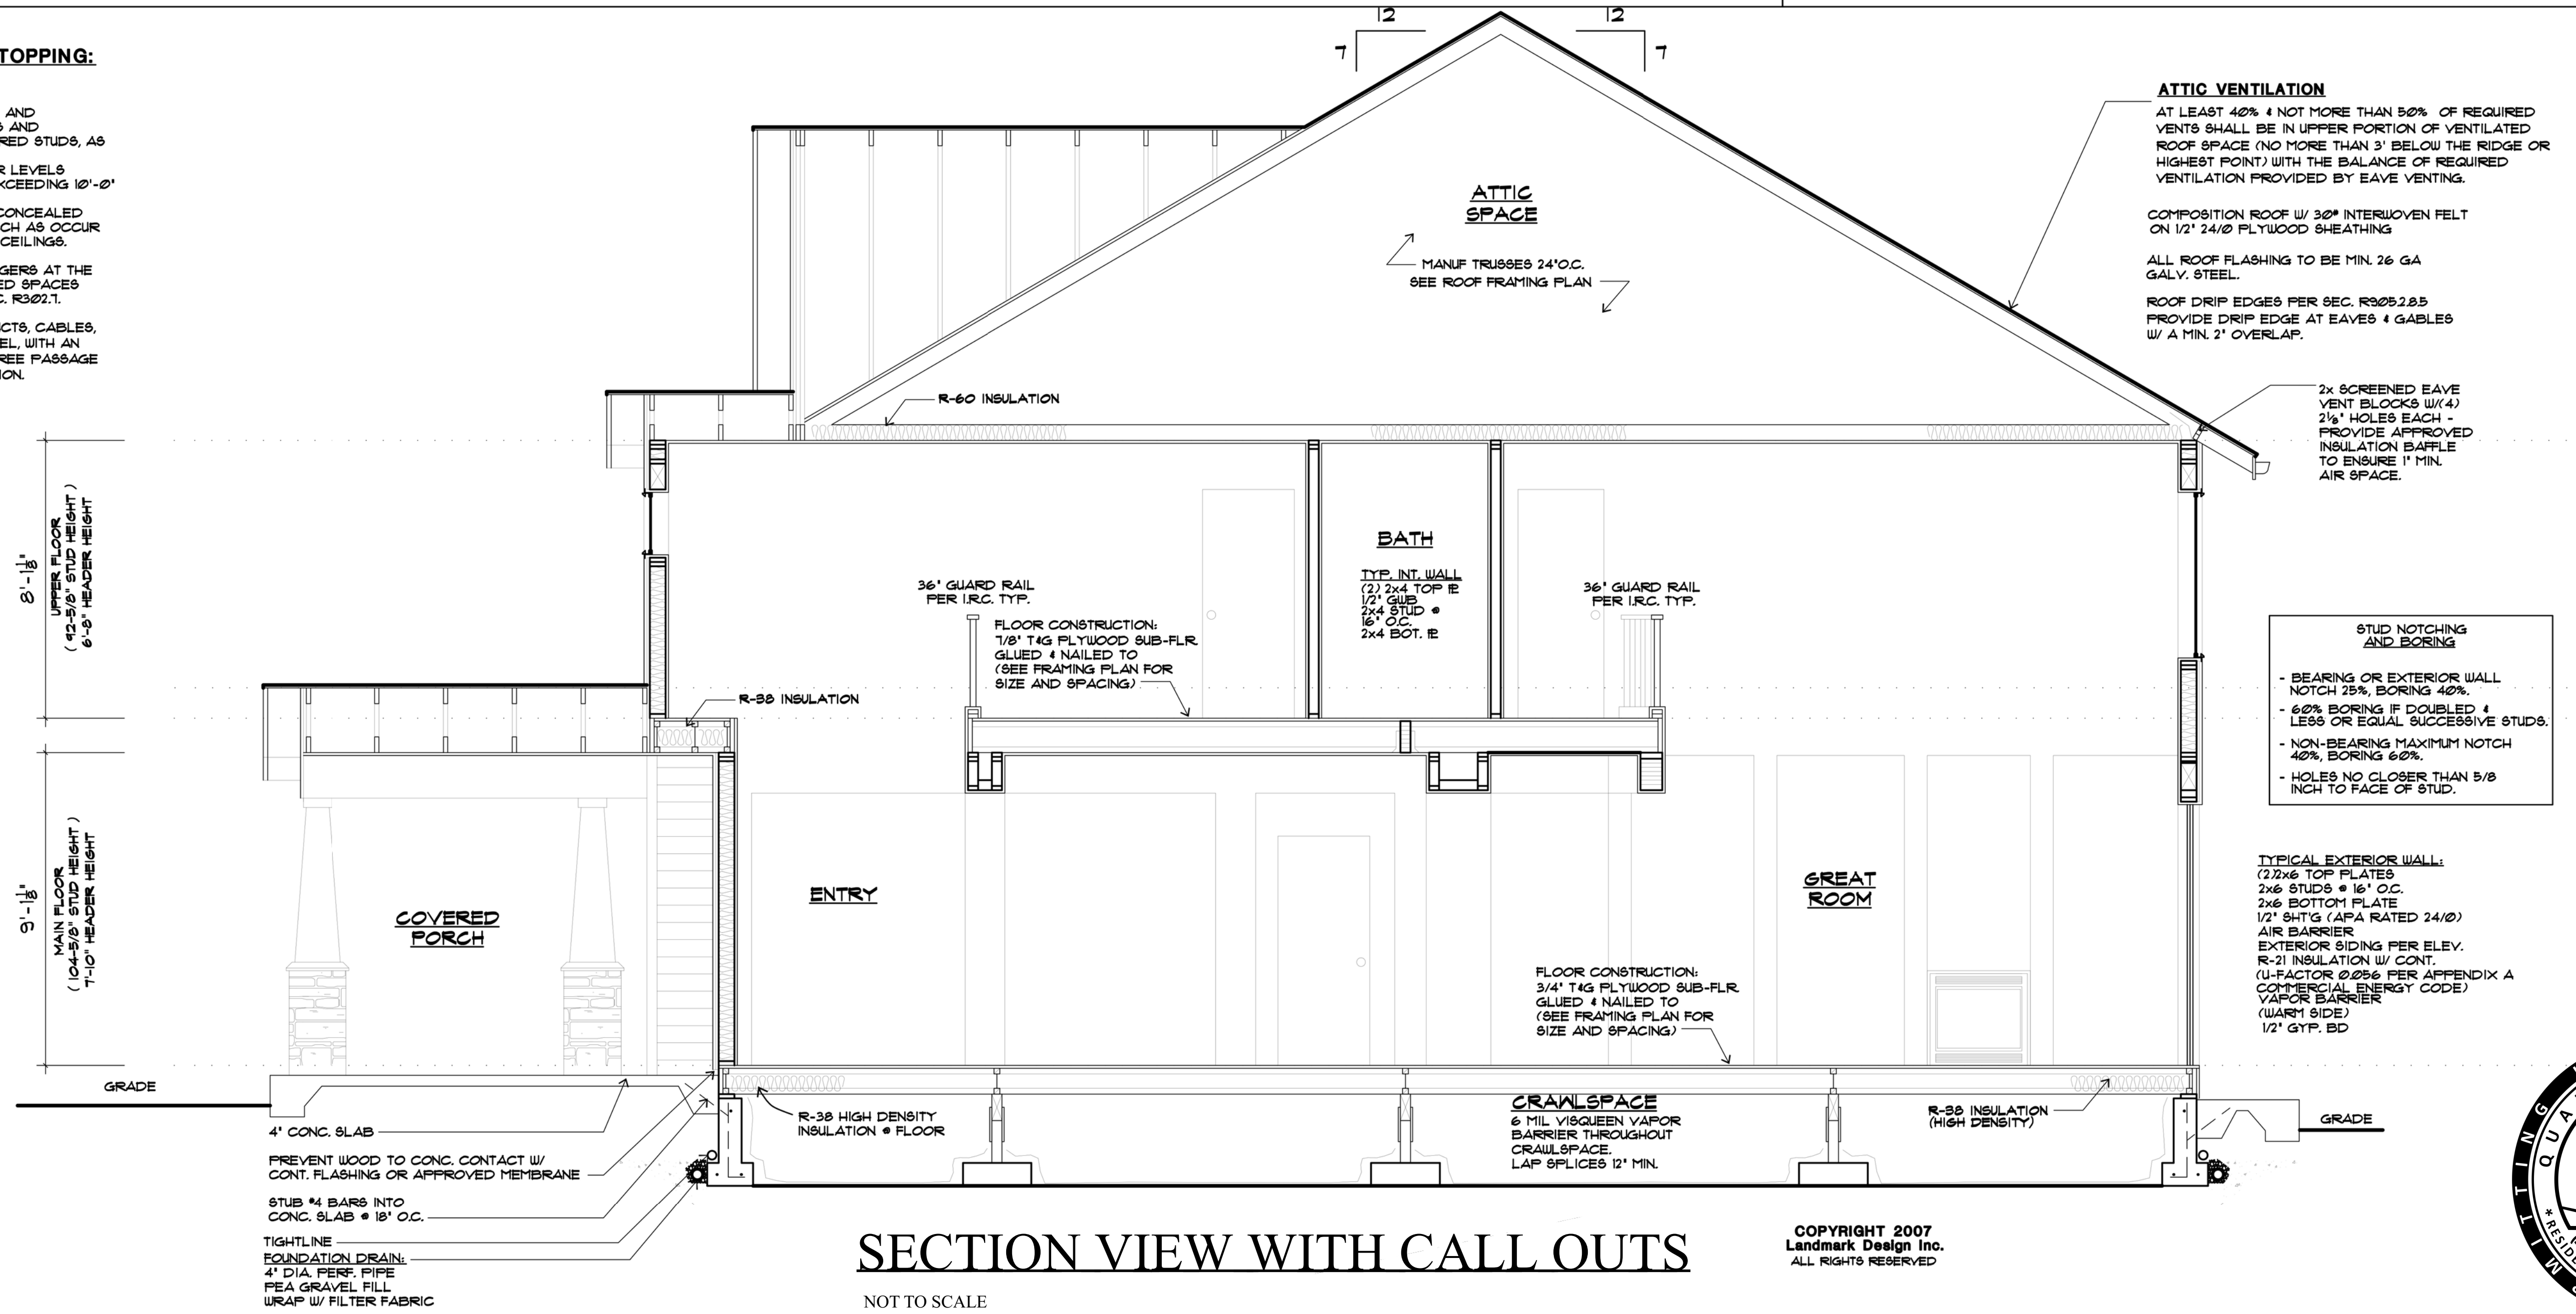 TOPPING:
AND
S AND
RED STUDS, AS
R LEVELS
XCEEDING 10'-0"
CONCEALED
CH AS OCCUR
CEILINGS.
GERS AT THE
ED SPACES
C. R302.7.
CTS, CABLES,
EL, WITH AN
REE PASSAGE
ION.
12
7
12
7
ATTIC
SPACE
MANUF TRUSSES 24"O.C.
SEE ROOF FRAMING PLAN
R-60 INSULATION
ATTIC VENTILATION
AT LEAST 40% & NOT MORE THAN 50% OF REQUIRED
VENTS SHALL BE IN UPPER PORTION OF VENTILATED
ROOF SPACE (NO MORE THAN 3' BELOW THE RIDGE OR
HIGHEST POINT) WITH THE BALANCE OF REQUIRED
VENTILATION PROVIDED BY EAVE VENTING.
COMPOSITION ROOF W/ 30# INTERWOVEN FELT
ON 1/2" 24/0 PLYWOOD SHEATHING
ALL ROOF FLASHING TO BE MIN. 26 GA
GALV. STEEL.
ROOF DRIP EDGES PER SEC. R905.2.8.5
PROVIDE DRIP EDGE AT EAVES & GABLES
W/ A MIN. 2" OVERLAP.
2x SCREENED EAVE
VENT BLOCKS W/(4)
2⅛" HOLES EACH -
PROVIDE APPROVED
INSULATION BAFFLE
TO ENSURE 1" MIN.
AIR SPACE.
8'-1⅛"
UPPER FLOOR
( 92-5/8" STUD HEIGHT )
6'-8" HEADER HEIGHT
9'-1⅛"
MAIN FLOOR
( 104-5/8" STUD HEIGHT )
7'-10" HEADER HEIGHT
36" GUARD RAIL
PER I.R.C. TYP.
FLOOR CONSTRUCTION:
7/8" T&G PLYWOOD SUB-FLR
GLUED & NAILED TO
(SEE FRAMING PLAN FOR
SIZE AND SPACING)
R-38 INSULATION
BATH
TYP. INT. WALL
(2) 2x4 TOP PL
1/2" GWB
2x4 STUD @
16" O.C.
2x4 BOT. PL
36" GUARD RAIL
PER I.R.C. TYP.
STUD NOTCHING
AND BORING
- BEARING OR EXTERIOR WALL
NOTCH 25%, BORING 40%.
- 60% BORING IF DOUBLED &
LESS OR EQUAL SUCCESSIVE STUDS.
- NON-BEARING MAXIMUM NOTCH
40%, BORING 60%.
- HOLES NO CLOSER THAN 5/8
INCH TO FACE OF STUD.
COVERED
PORCH
ENTRY
GREAT
ROOM
FLOOR CONSTRUCTION:
3/4" T&G PLYWOOD SUB-FLR
GLUED & NAILED TO
(SEE FRAMING PLAN FOR
SIZE AND SPACING)
TYPICAL EXTERIOR WALL:
(2)2x6 TOP PLATES
2x6 STUDS @ 16" O.C.
2x6 BOTTOM PLATE
1/2" SHT'G (APA RATED 24/0)
AIR BARRIER
EXTERIOR SIDING PER ELEV.
R-21 INSULATION W/ CONT.
(U-FACTOR 0.056 PER APPENDIX A
COMMERCIAL ENERGY CODE)
VAPOR BARRIER
(WARM SIDE)
1/2" GYP. BD
GRADE
4" CONC. SLAB
PREVENT WOOD TO CONC. CONTACT W/
CONT. FLASHING OR APPROVED MEMBRANE
STUB #4 BARS INTO
CONC. SLAB @ 18" O.C.
TIGHTLINE
FOUNDATION DRAIN:
4" DIA. PERF. PIPE
PEA GRAVEL FILL
WRAP W/ FILTER FABRIC
R-38 HIGH DENSITY
INSULATION @ FLOOR
CRAWLSPACE
6 MIL VISQUEEN VAPOR
BARRIER THROUGHOUT
CRAWLSPACE.
LAP SPLICES 12" MIN.
R-38 INSULATION
(HIGH DENSITY)
GRADE
SECTION VIEW WITH CALL OUTS
NOT TO SCALE
COPYRIGHT 2007
Landmark Design Inc.
ALL RIGHTS RESERVED
MITTING
QUA
*RESIDE